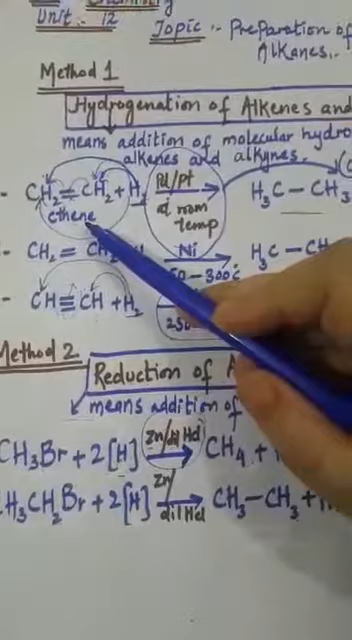 Unit:- 12
Topic:- Preparation of
Alkanes.
Method 1
Hydrogenation of Alkenes and
means addition of molecular hydro
alkenes and alkynes.
CH2=CH2 + H2 Pd/Pt at room temp H3C-CH3
ethene
CH2 = Ni H3C-CH
-300°c
CH≡CH + H2
Method 2
Reduction of
means addition of
CH3Br + 2[H] Zn/dil Hcl CH4 +
H3CH2Br + 2[H] Zn/ dil Hcl CH3-CH3 +